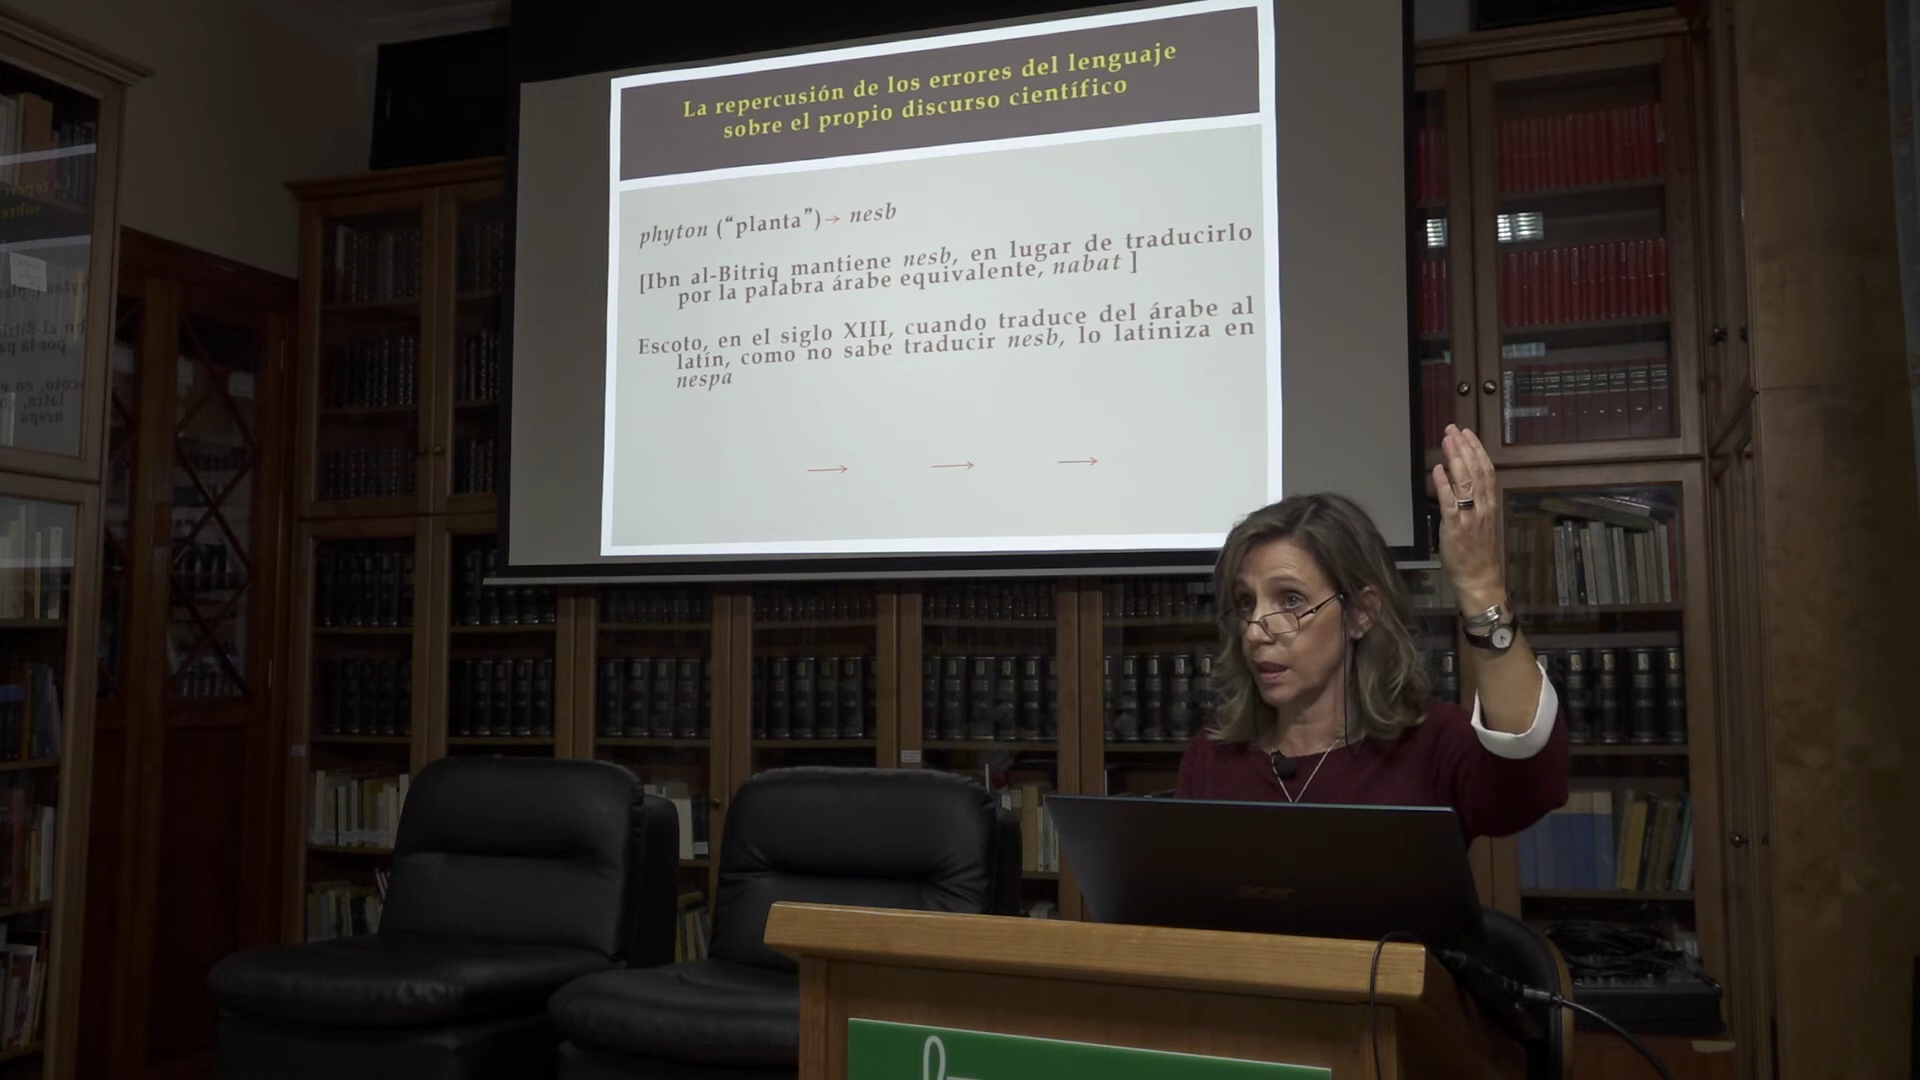 La repercusión de los errores del lenguaje
sobre el propio discurso científico
phyton (“planta”)→ nesb
[Ibn al-Bitriq mantiene nesb, en lugar de traducirlo
por la palabra árabe equivalente, nabat ]
Escoto, en el siglo XIII, cuando traduce del árabe al
latín, como no sabe traducir nesb, lo latiniza en
nespa
→ → →
acer